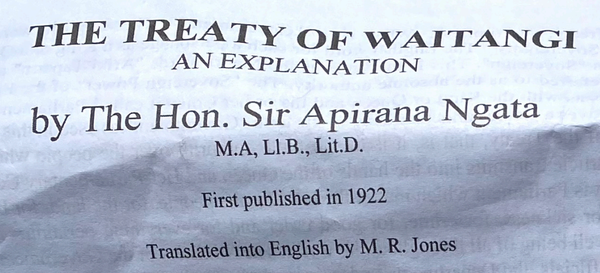 THE TREATY OF WAITANGI
AN EXPLANATION
by The Hon. Sir Apirana Ngata
M.A, Ll.B., Lit.D.
First published in 1922
Translated into English by M. R. Jones